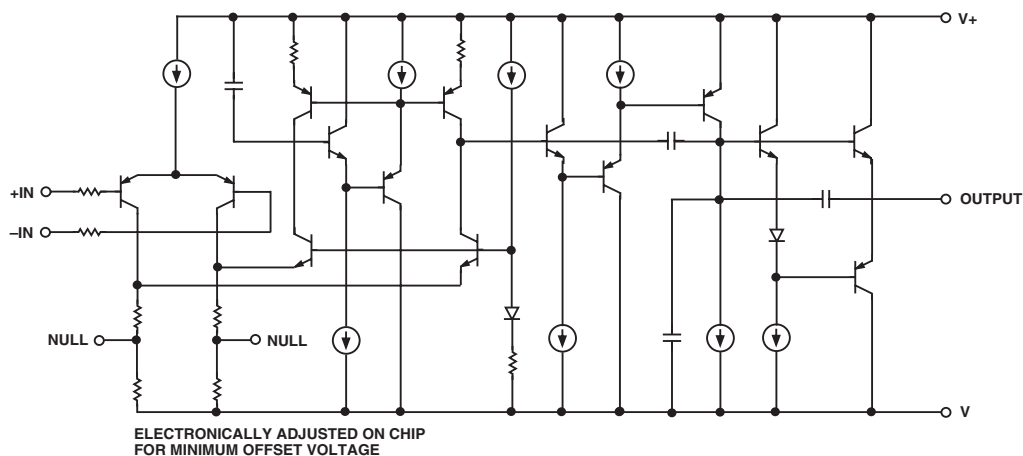 V+
+IN
–IN
OUTPUT
NULL
NULL
V
ELECTRONICALLY ADJUSTED ON CHIP
FOR MINIMUM OFFSET VOLTAGE